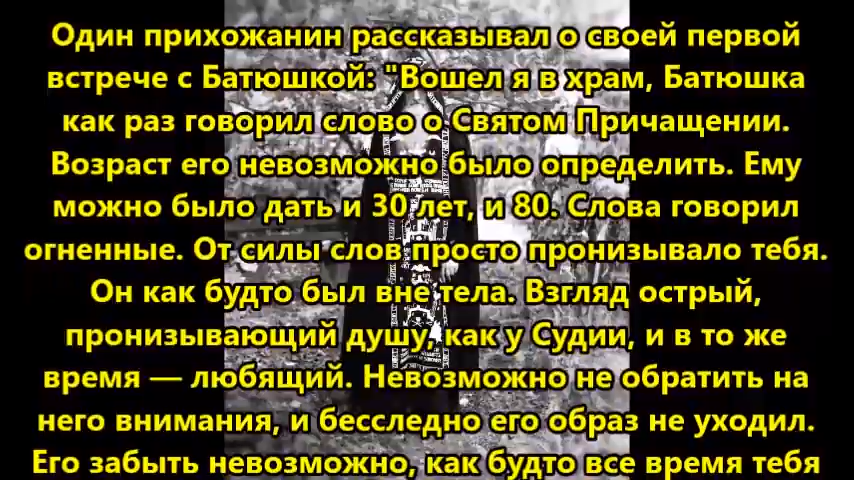 Один прихожанин рассказывал о своей первой
встрече с Батюшкой: "Вошел я в храм, Батюшка
как раз говорил слово о Святом Причащении.
Возраст его невозможно было определить. Ему
можно было дать и 30 лет, и 80. Слова говорил
огненные. От силы слов просто пронизывало тебя.
Он как будто был вне тела. Взгляд острый,
пронизывающий душу, как у Судии, и в то же
время — любящий. Невозможно не обратить на
него внимания, и бесследно его образ не уходил.
Его забыть невозможно, как будто все время тебя